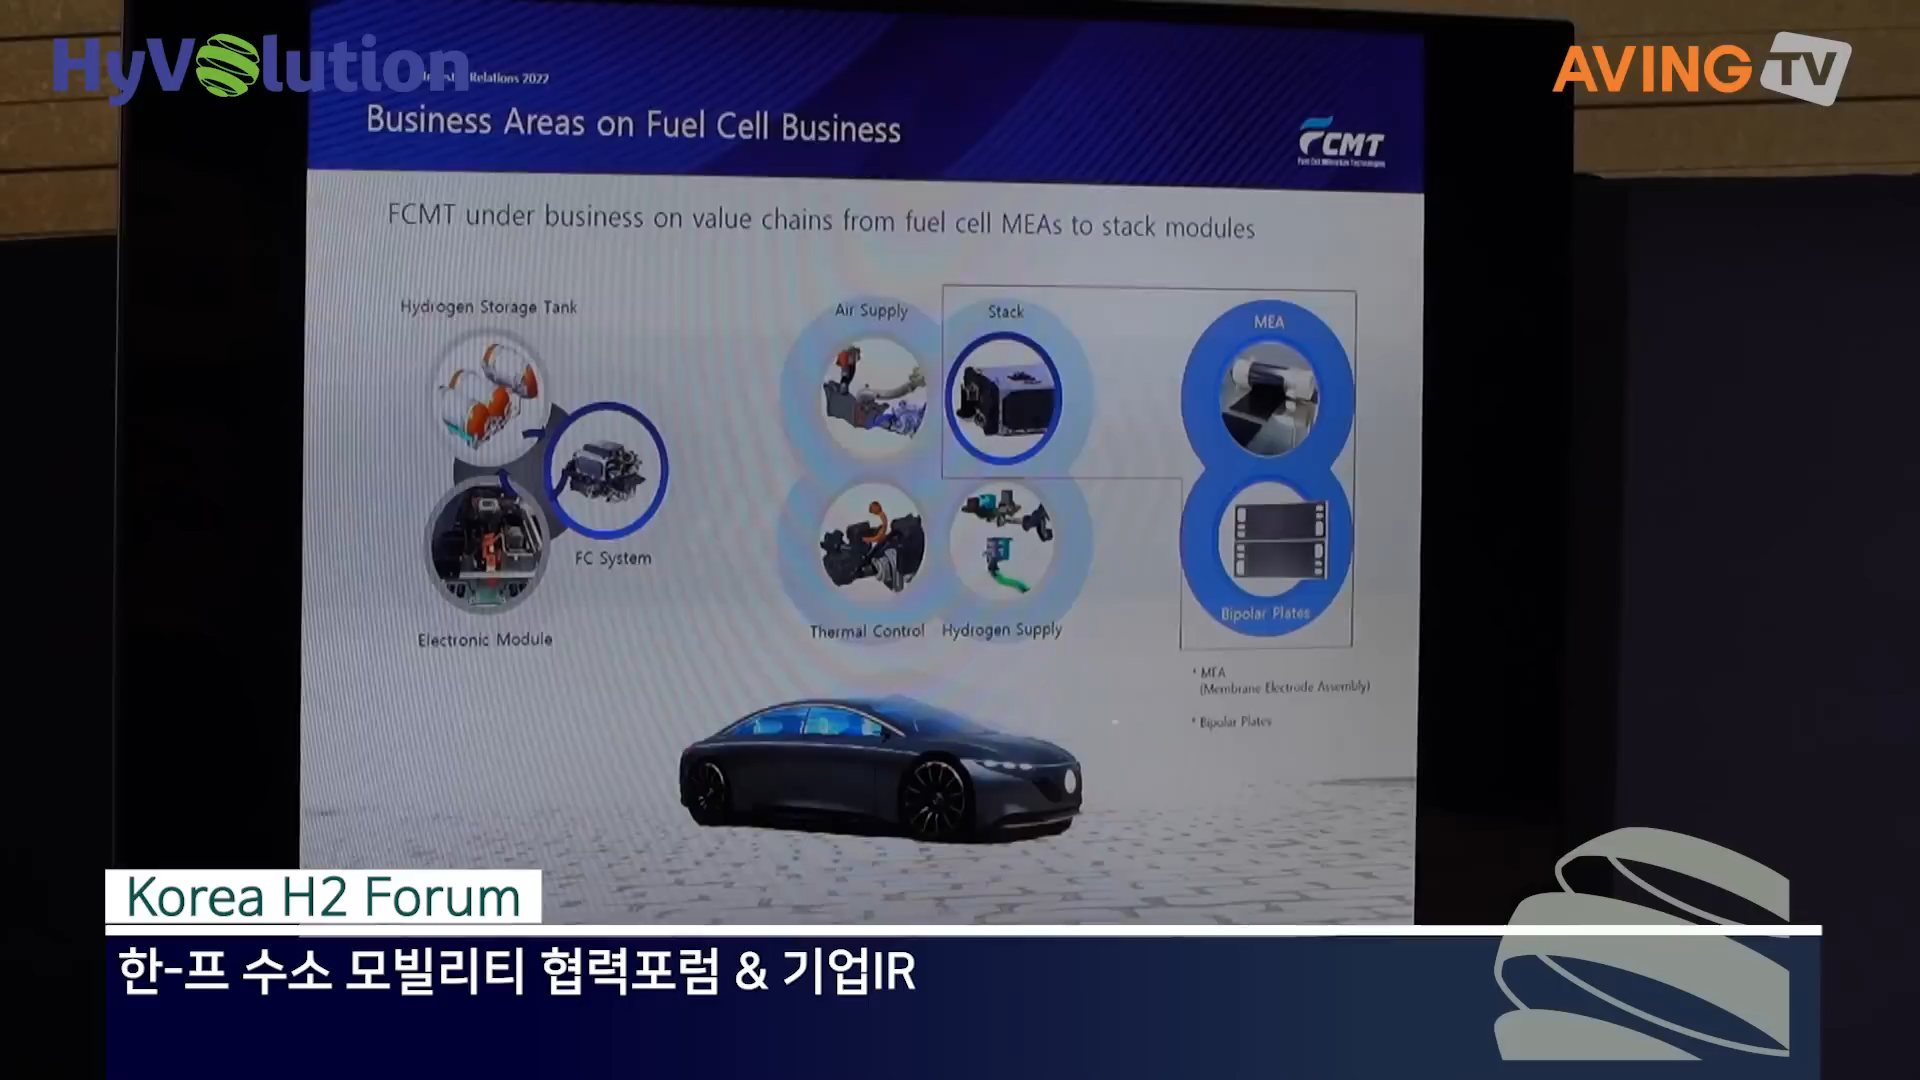 HyVolution
AVING TV
Relations 2022
Business Areas on Fuel Cell Business
FCMT
FCMT under business on value chains from fuel cell MEAs to stack modules
Hydrogen Storage Tank
Air Supply
Stack
MEA
FC System
Bipolar Plates
Electronic Module
Thermal Control
Hydrogen Supply
* MEA
(Membrane Electrode Assembly)
* Bipolar Plates
Korea H2 Forum
한-프 수소 모빌리티 협력포럼 & 기업IR